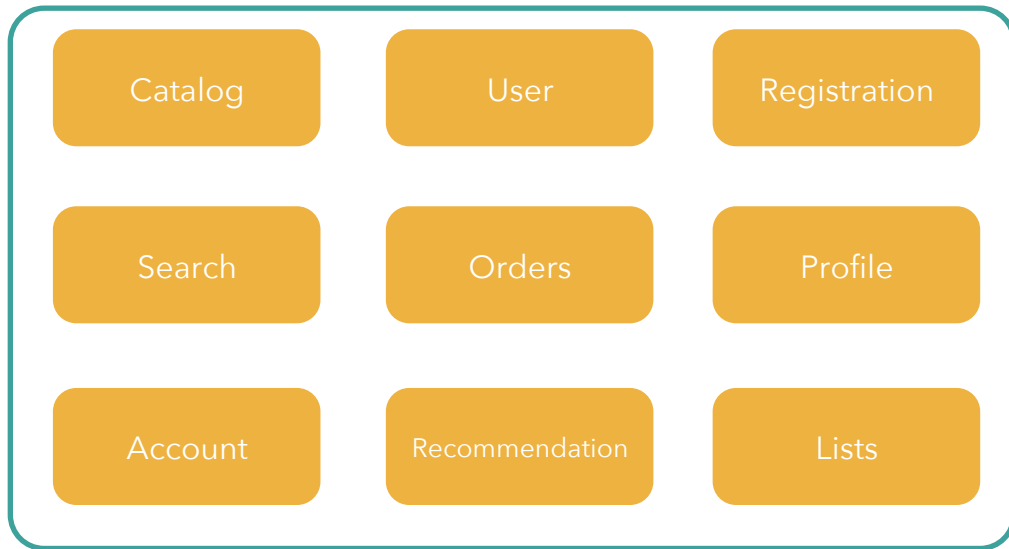 Catalog
User
Registration
Search
Orders
Profile
Account
Recommendation
Lists